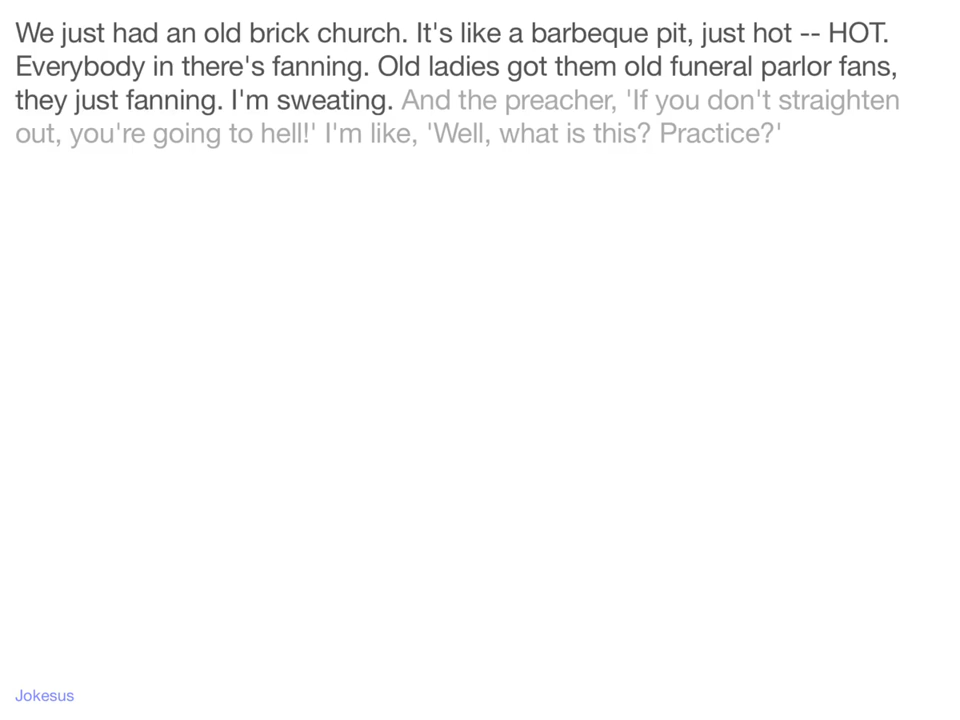 We just had an old brick church. It's like a barbeque pit, just hot -- HOT.
Everybody in there's fanning. Old ladies got them old funeral parlor fans,
they just fanning. I'm sweating. And the preacher, 'If you don't straighten
out, you're going to hell!' I'm like, 'Well, what is this? Practice?'
Jokesus